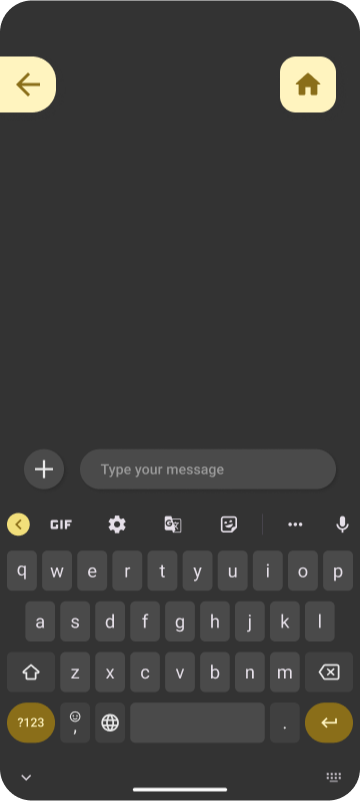 Type your message
GIF
q w e r t y u i o p
a s d f g h j k l
z x c v b n m
?123 , .